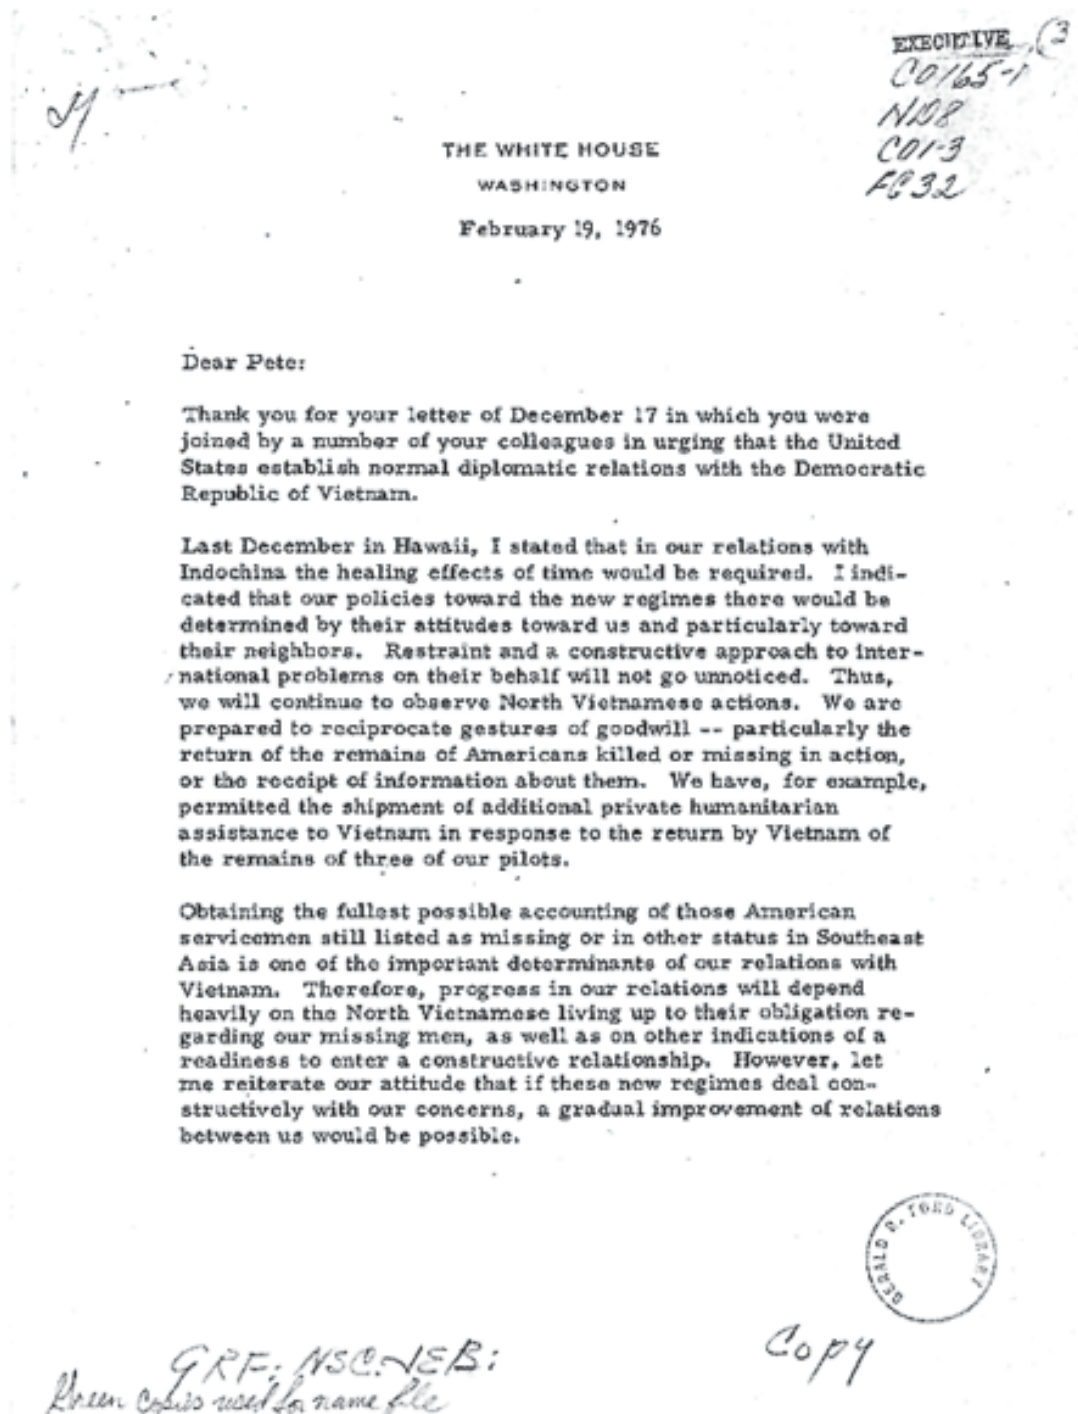 EXECUTIVE
(3
CO165-1
ND8
CO1-3
FG32
THE WHITE HOUSE
WASHINGTON
February 19, 1976
Dear Pete:
Thank you for your letter of December 17 in which you were
joined by a number of your colleagues in urging that the United
States establish normal diplomatic relations with the Democratic
Republic of Vietnam.
Last December in Hawaii, I stated that in our relations with
Indochina the healing effects of time would be required.  I indi-
cated that our policies toward the new regimes there would be
determined by their attitudes toward us and particularly toward
their neighbors.  Restraint and a constructive approach to inter-
national problems on their behalf will not go unnoticed.  Thus,
we will continue to observe North Vietnamese actions.  We are
prepared to reciprocate gestures of goodwill -- particularly the
return of the remains of Americans killed or missing in action,
or the receipt of information about them.  We have, for example,
permitted the shipment of additional private humanitarian
assistance to Vietnam in response to the return by Vietnam of
the remains of three of our pilots.
Obtaining the fullest possible accounting of those American
servicemen still listed as missing or in other status in Southeast
Asia is one of the important determinants of our relations with
Vietnam.  Therefore, progress in our relations will depend
heavily on the North Vietnamese living up to their obligation re-
garding our missing men, as well as on other indications of a
readiness to enter a constructive relationship.  However, let
me reiterate our attitude that if these new regimes deal con-
structively with our concerns, a gradual improvement of relations
between us would be possible.
GERALD R. FORD LIBRARY
Copy
GRF: NSC:JEB:
Green copies used for name file